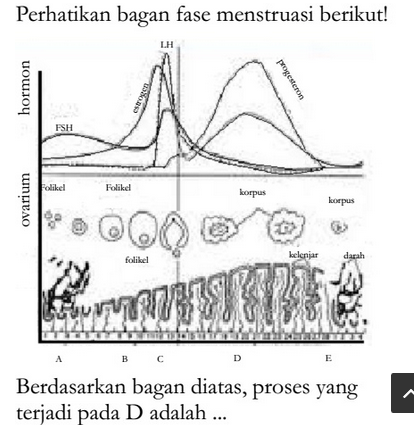 Perhatikan bagan fase menstruasi berikut!
LH
hormon
estrogen
progesteron
FSH
ovarium
Folikel
Folikel
korpus
korpus
folikel
kelenjar
darah
A B C D E
Berdasarkan bagan diatas, proses yang
terjadi pada D adalah ...